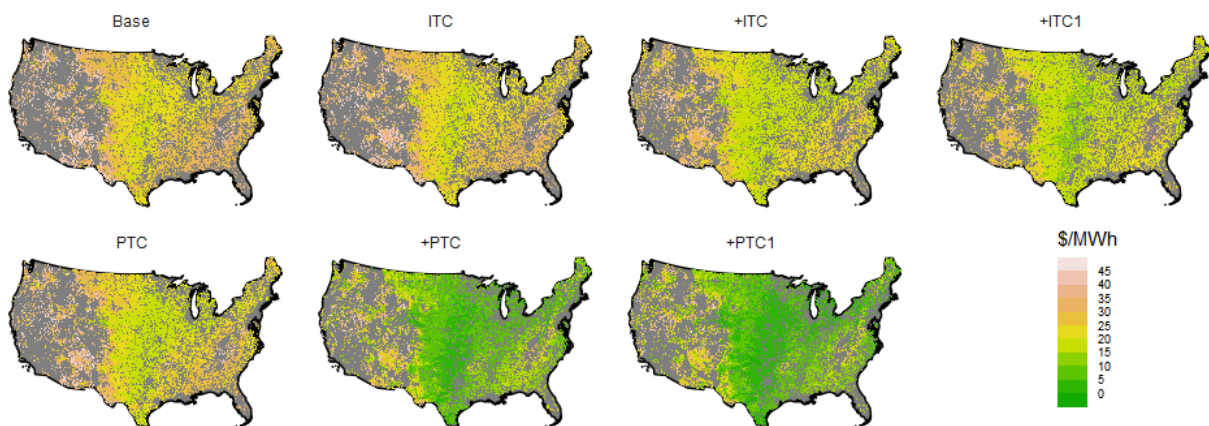 Base
ITC
+ITC
+ITC1
PTC
+PTC
+PTC1
$/MWh
45
40
35
30
25
20
15
10
5
0